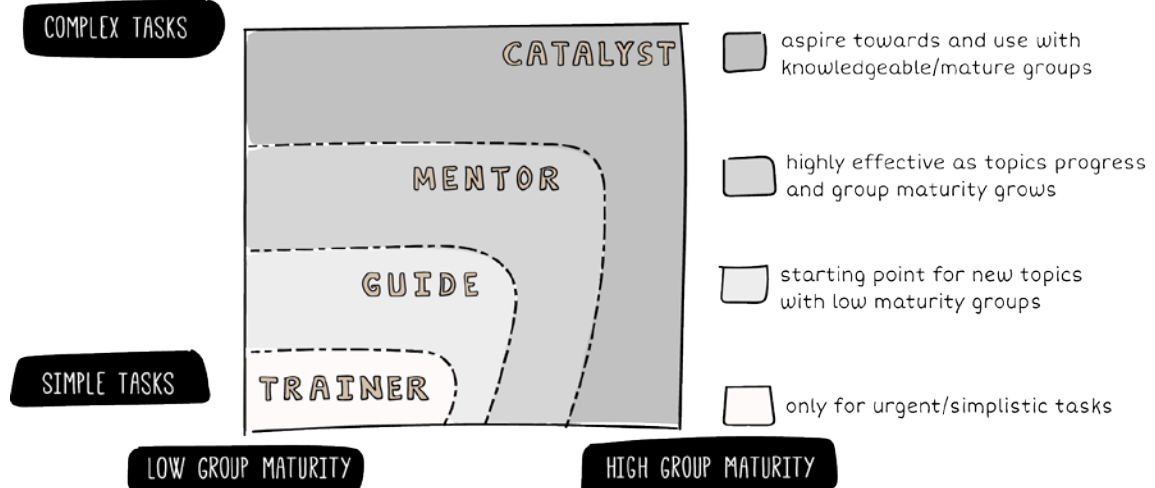 COMPLEX TASKS
CATALYST
aspire towards and use with
knowledgeable/mature groups
MENTOR
highly effective as topics progress
and group maturity grows
GUIDE
starting point for new topics
with low maturity groups
SIMPLE TASKS
TRAINER
only for urgent/simplistic tasks
LOW GROUP MATURITY
HIGH GROUP MATURITY